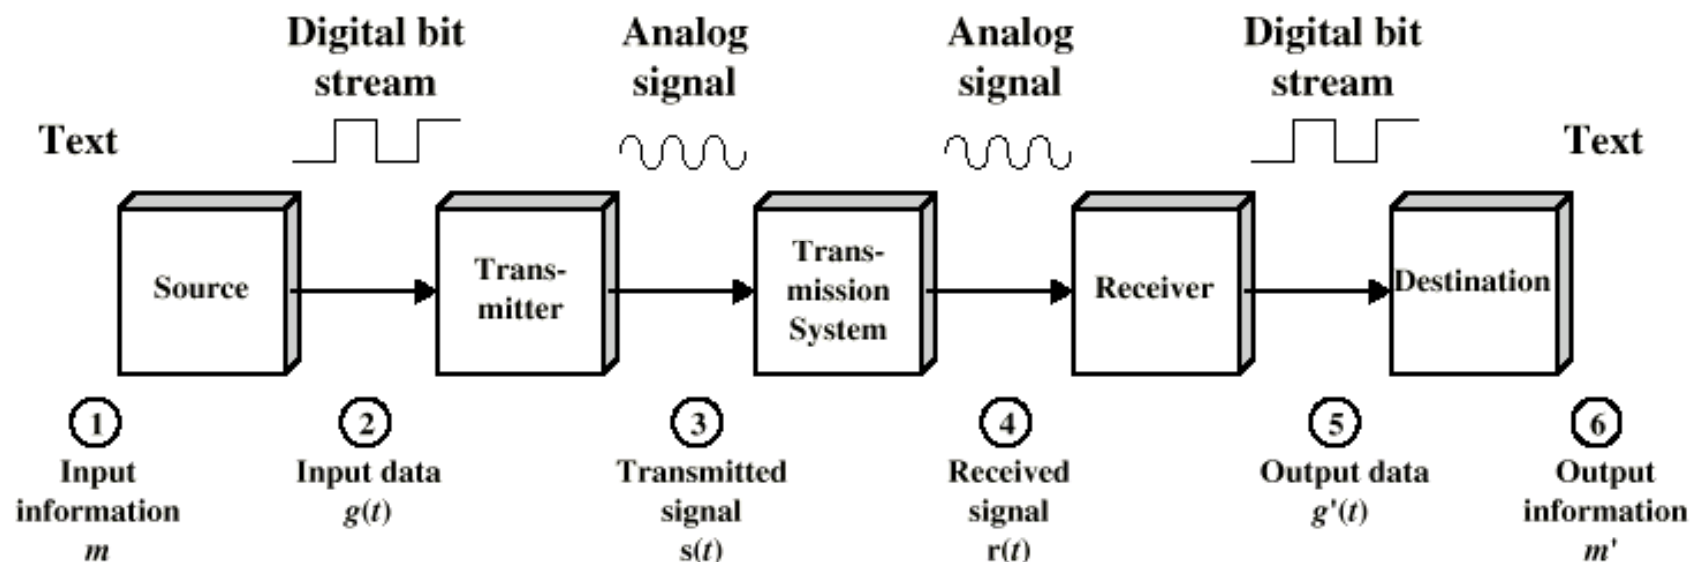 Digital bit
stream
Analog
signal
Analog
signal
Digital bit
stream
Text
Text
Source
Trans-
mitter
Trans-
mission
System
Receiver
Destination
1
Input
information
m
2
Input data
g(t)
3
Transmitted
signal
s(t)
4
Received
signal
r(t)
5
Output data
g'(t)
6
Output
information
m'